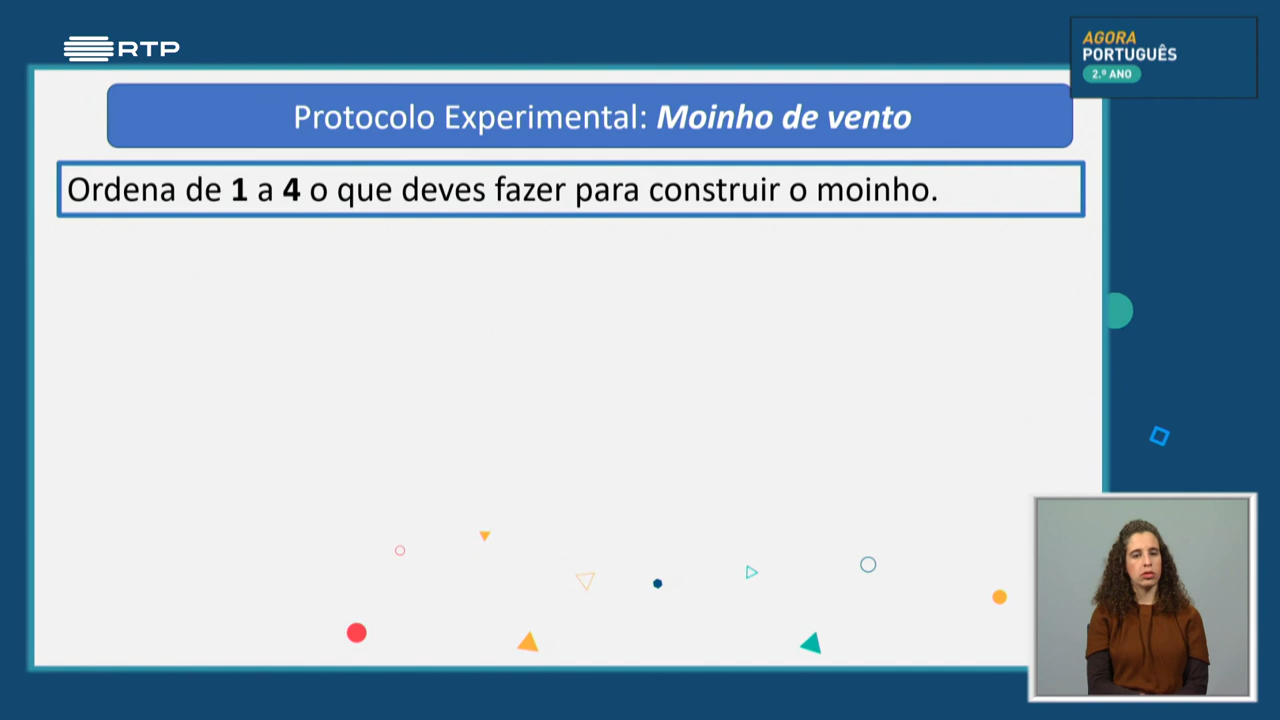 RTP
AGORA
PORTUGUÊS
2.º ANO
Protocolo Experimental: Moinho de vento
Ordena de 1 a 4 o que deves fazer para construir o moinho.